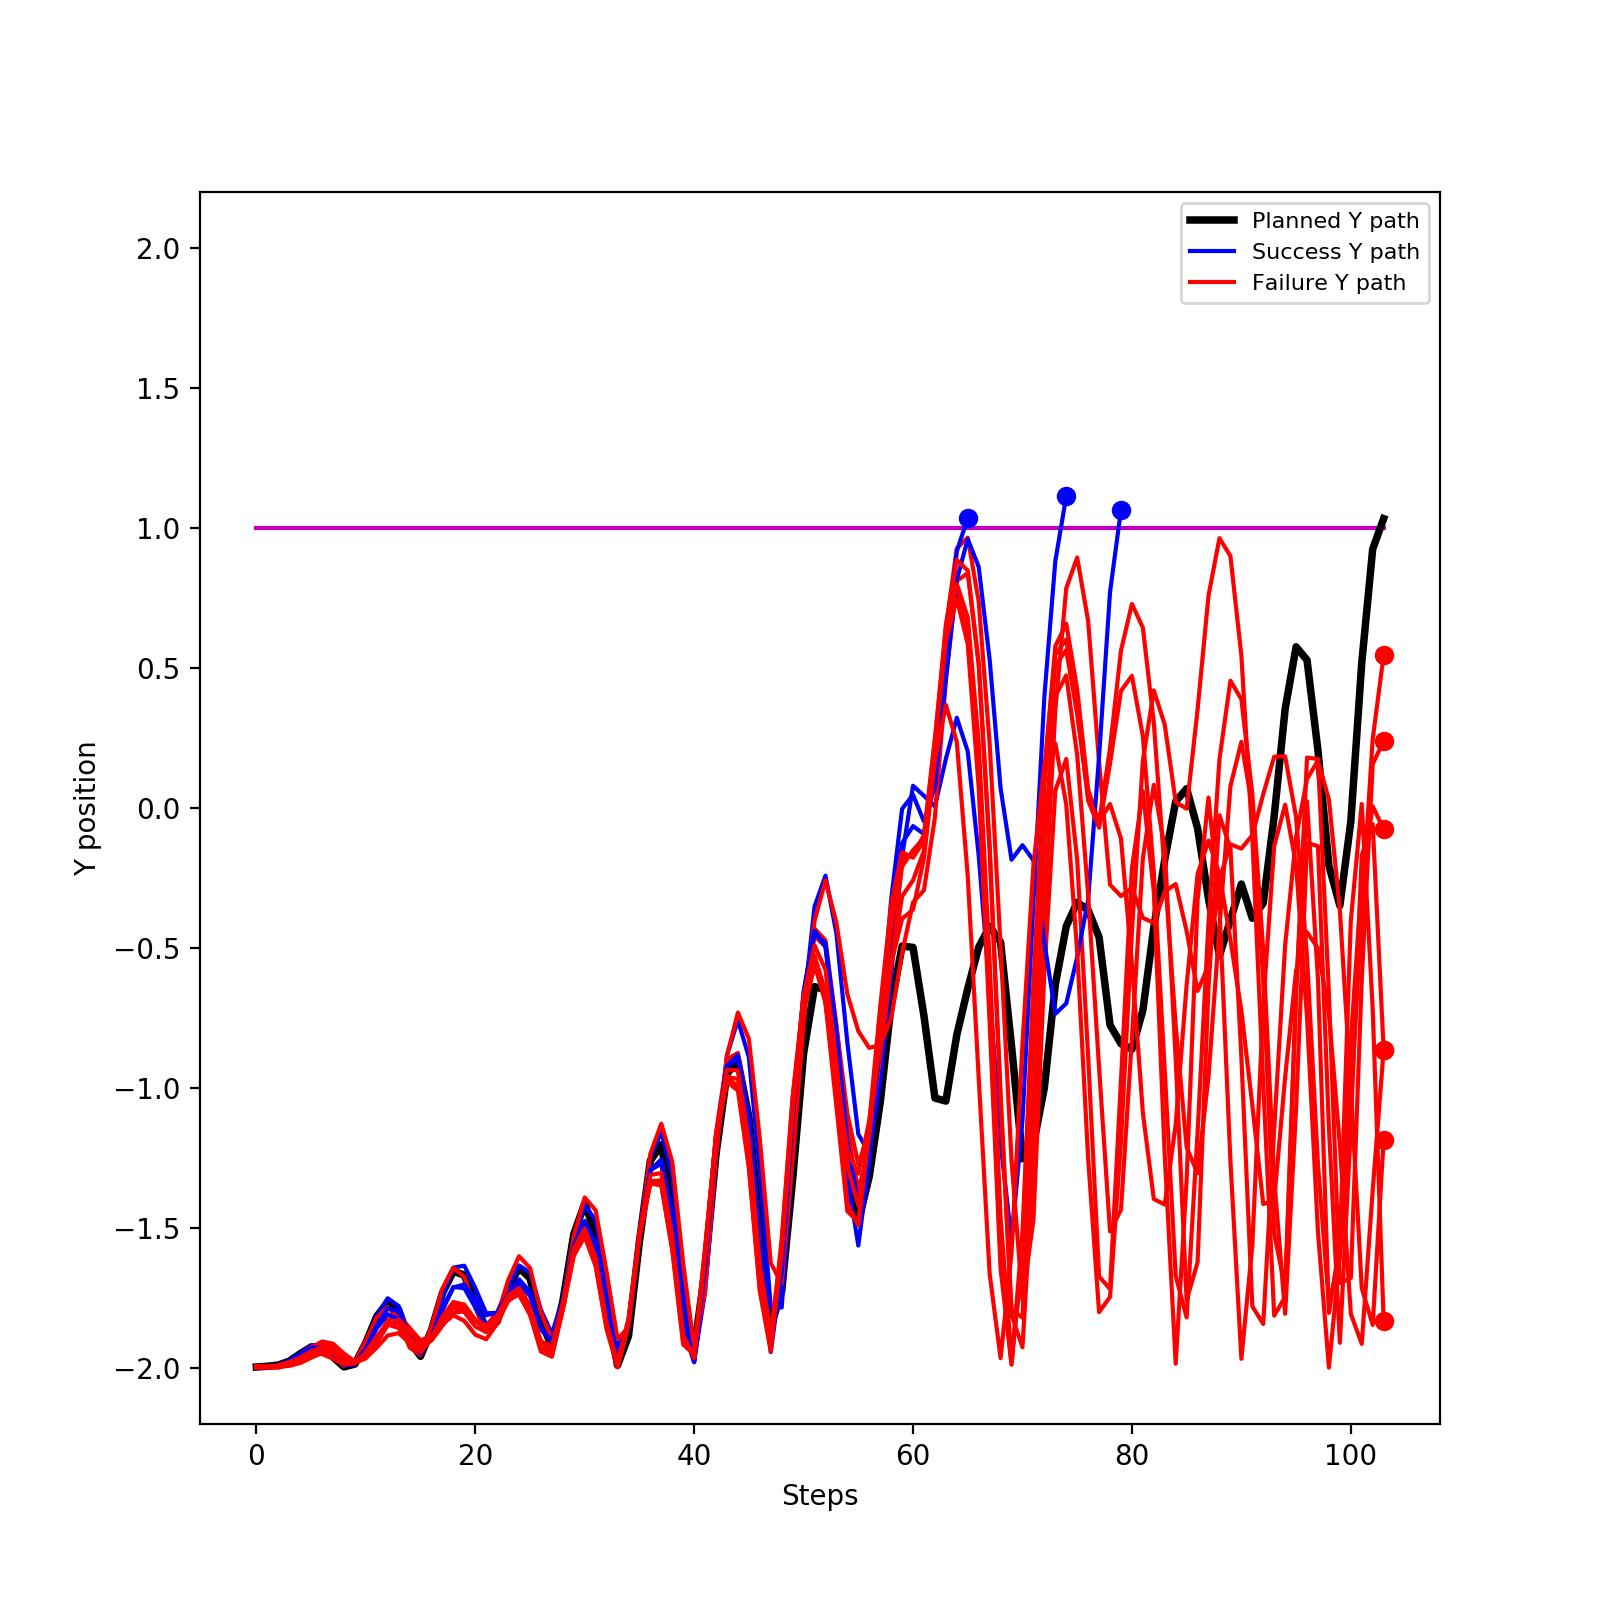 Planned Y path
Success Y path
Failure Y path
2.0
1.5
1.0
0.5
0.0
−0.5
−1.0
−1.5
−2.0
Y position
0 20 40 60 80 100
Steps